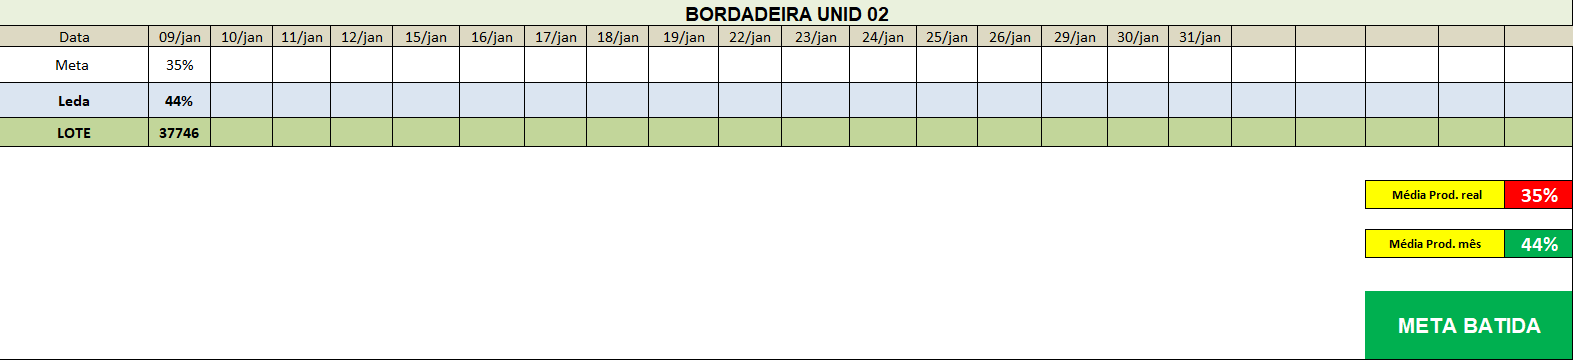 BORDADEIRA UNID 02
Data 09/jan 10/jan 11/jan 12/jan 15/jan 16/jan 17/jan 18/jan 19/jan 22/jan 23/jan 24/jan 25/jan 26/jan 29/jan 30/jan 31/jan
Meta 35%
Leda 44%
LOTE 37746
Média Prod. real 35%
Média Prod. mês 44%
META BATIDA